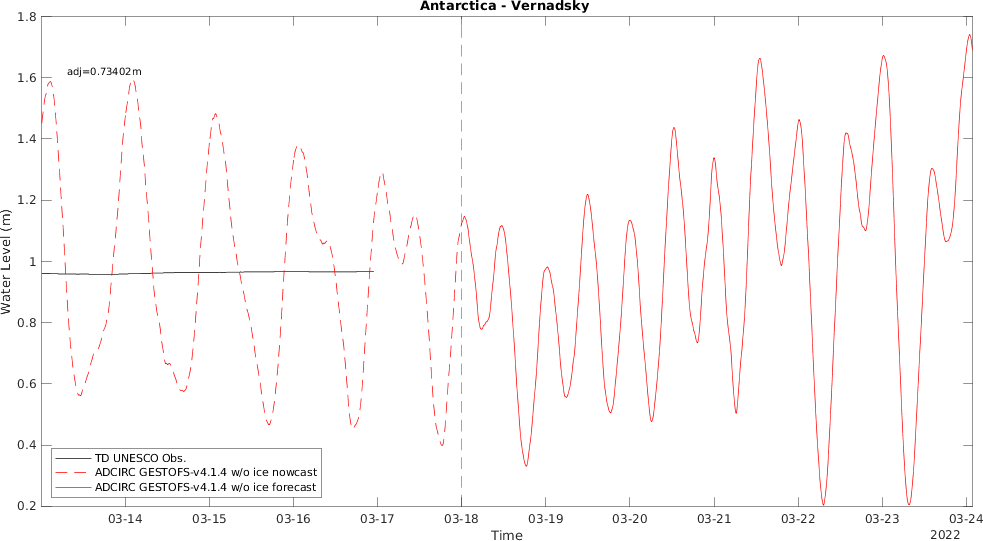 Antarctica - Vernadsky
adj=0.73402m
1.8
1.6
1.4
1.2
1
0.8
0.6
0.4
0.2
Water Level (m)
TD UNESCO Obs.
ADCIRC GESTOFS-v4.1.4 w/o ice nowcast
ADCIRC GESTOFS-v4.1.4 w/o ice forecast
03-14 03-15 03-16 03-17 03-18 03-19 03-20 03-21 03-22 03-23 03-24
Time
2022